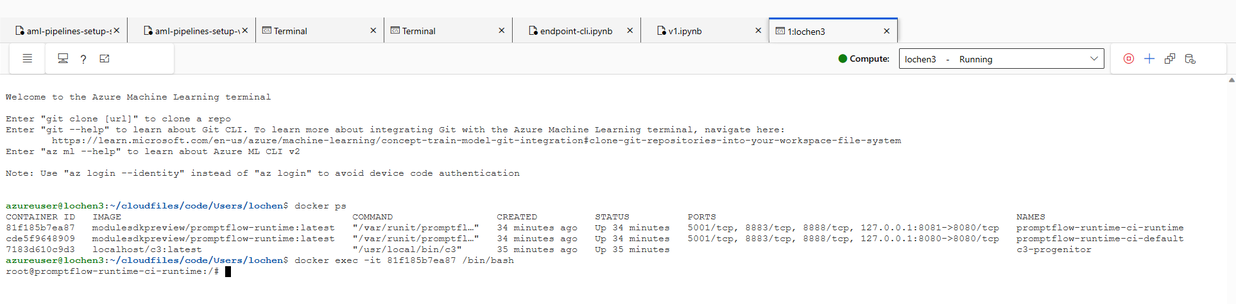 aml-pipelines-setup-s
aml-pipelines-setup-v
Terminal
Terminal
endpoint-cli.ipynb
v1.ipynb
1:lochen3
?
Compute:
lochen3 - Running
Welcome to the Azure Machine Learning terminal
Enter "git clone [url]" to clone a repo
Enter "git --help" to learn about Git CLI. To learn more about integrating Git with the Azure Machine Learning terminal, navigate here:
https://learn.microsoft.com/en-us/azure/machine-learning/concept-train-model-git-integration#clone-git-repositories-into-your-workspace-file-system
Enter "az ml --help" to learn about Azure ML CLI v2
Note: Use "az login --identity" instead of "az login" to avoid device code authentication
azureuser@lochen3:~/cloudfiles/code/Users/lochen$ docker ps
CONTAINER ID IMAGE COMMAND CREATED STATUS PORTS NAMES
81f185b7ea87 modulesdkpreview/promptflow-runtime:latest "/var/runit/promptfl…" 34 minutes ago Up 34 minutes 5001/tcp, 8883/tcp, 8888/tcp, 127.0.0.1:8081->8080/tcp promptflow-runtime-ci-runtime
cde5f9648909 modulesdkpreview/promptflow-runtime:latest "/var/runit/promptfl…" 34 minutes ago Up 34 minutes 5001/tcp, 8883/tcp, 8888/tcp, 127.0.0.1:8080->8080/tcp promptflow-runtime-ci-default
7183d610c9d3 localhost/c3:latest "/usr/local/bin/c3" 35 minutes ago Up 35 minutes c3-progenitor
azureuser@lochen3:~/cloudfiles/code/Users/lochen$ docker exec -it 81f185b7ea87 /bin/bash
root@promptflow-runtime-ci-runtime:/#